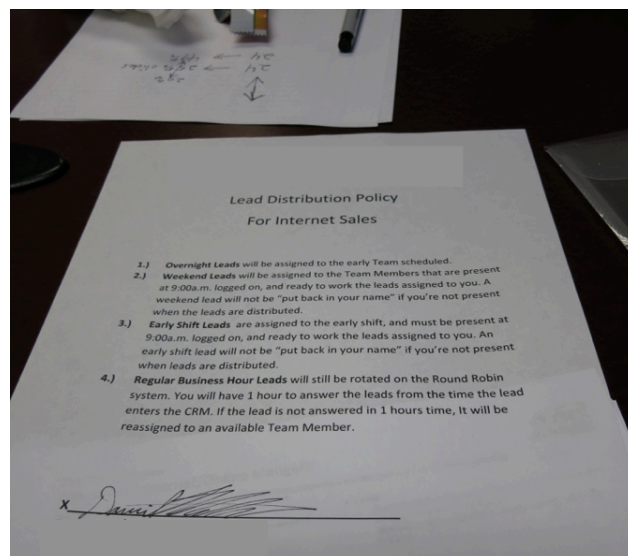 Lead Distribution Policy
For Internet Sales
1.) Overnight Leads will be assigned to the early Team scheduled.
2.) Weekend Leads will be assigned to the Team Members that are present
at 9:00a.m. logged on, and ready to work the leads assigned to you. A
weekend lead will not be “put back in your name” if you’re not present
when the leads are distributed.
3.) Early Shift Leads are assigned to the early shift, and must be present at
9:00a.m. logged on, and ready to work the leads assigned to you. An
early shift lead will not be “put back in your name” if you’re not present
when leads are distributed.
4.) Regular Business Hour Leads will still be rotated on the Round Robin
system. You will have 1 hour to answer the leads from the time the lead
enters the CRM. If the lead is not answered in 1 hours time, It will be
reassigned to an available Team Member.
X